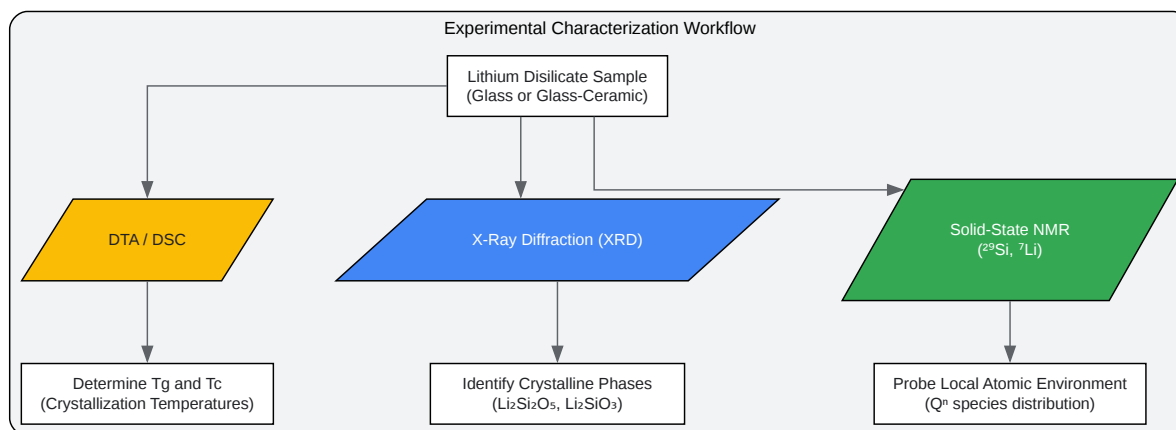 Experimental Characterization Workflow
Lithium Disilicate Sample
(Glass or Glass-Ceramic)
DTA / DSC
X-Ray Diffraction (XRD)
Solid-State NMR
(²⁹Si, ⁷Li)
Determine Tg and Tc
(Crystallization Temperatures)
Identify Crystalline Phases
(Li₂Si₂O₅, Li₂SiO₃)
Probe Local Atomic Environment
(Qⁿ species distribution)